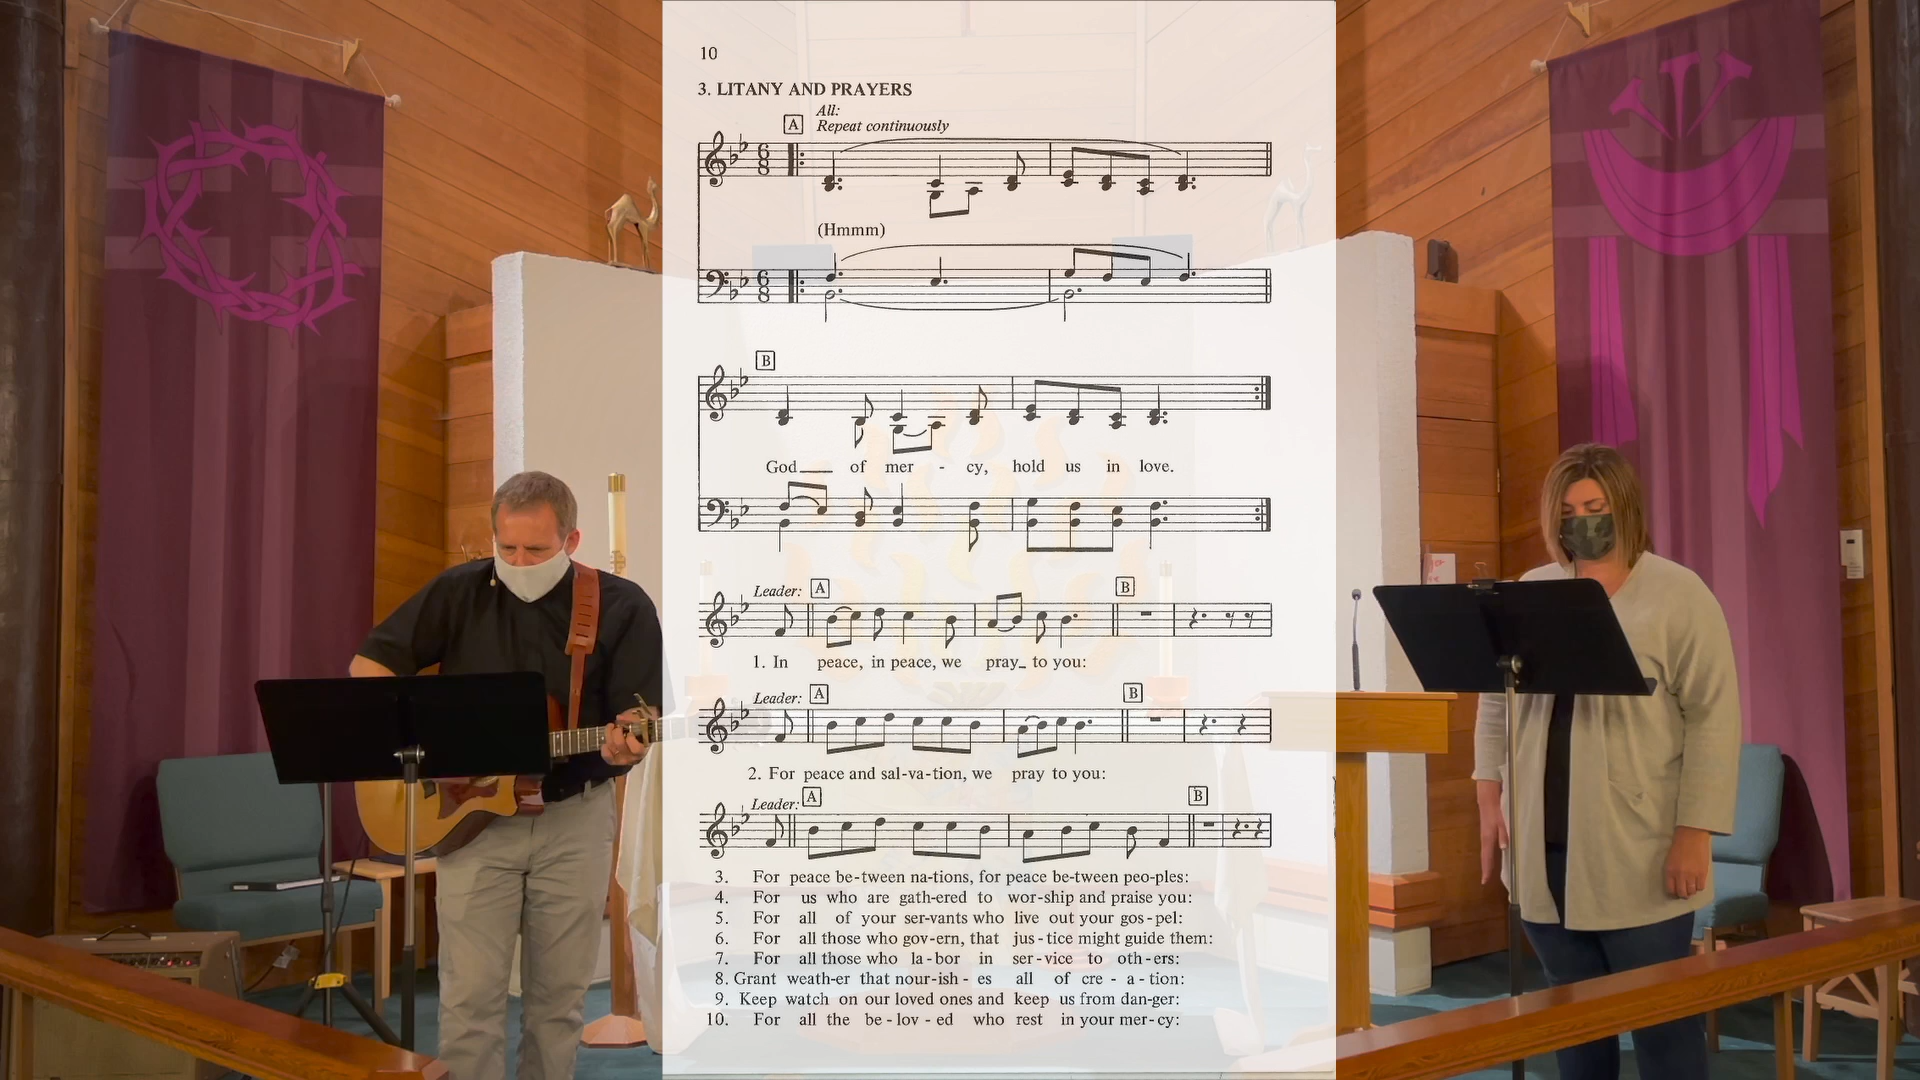 10
3. LITANY AND PRAYERS
All:
A Repeat continuously
(Hmmm)
B
God___ of mer - cy, hold us in love.
Leader: A B
1. In peace, in peace, we pray_ to you:
Leader: A B
2. For peace and sal-va-tion, we pray to you:
Leader: A B
3. For peace be-tween na-tions, for peace be-tween peo-ples:
4. For us who are gath-ered to wor-ship and praise you:
5. For all of your ser-vants who live out your gos-pel:
6. For all those who gov-ern, that jus-tice might guide them:
7. For all those who la-bor in ser-vice to oth-ers:
8. Grant weath-er that nour-ish-es all of cre-a-tion:
9. Keep watch on our loved ones and keep us from dan-ger:
10. For all the be-lov-ed who rest in your mer-cy: